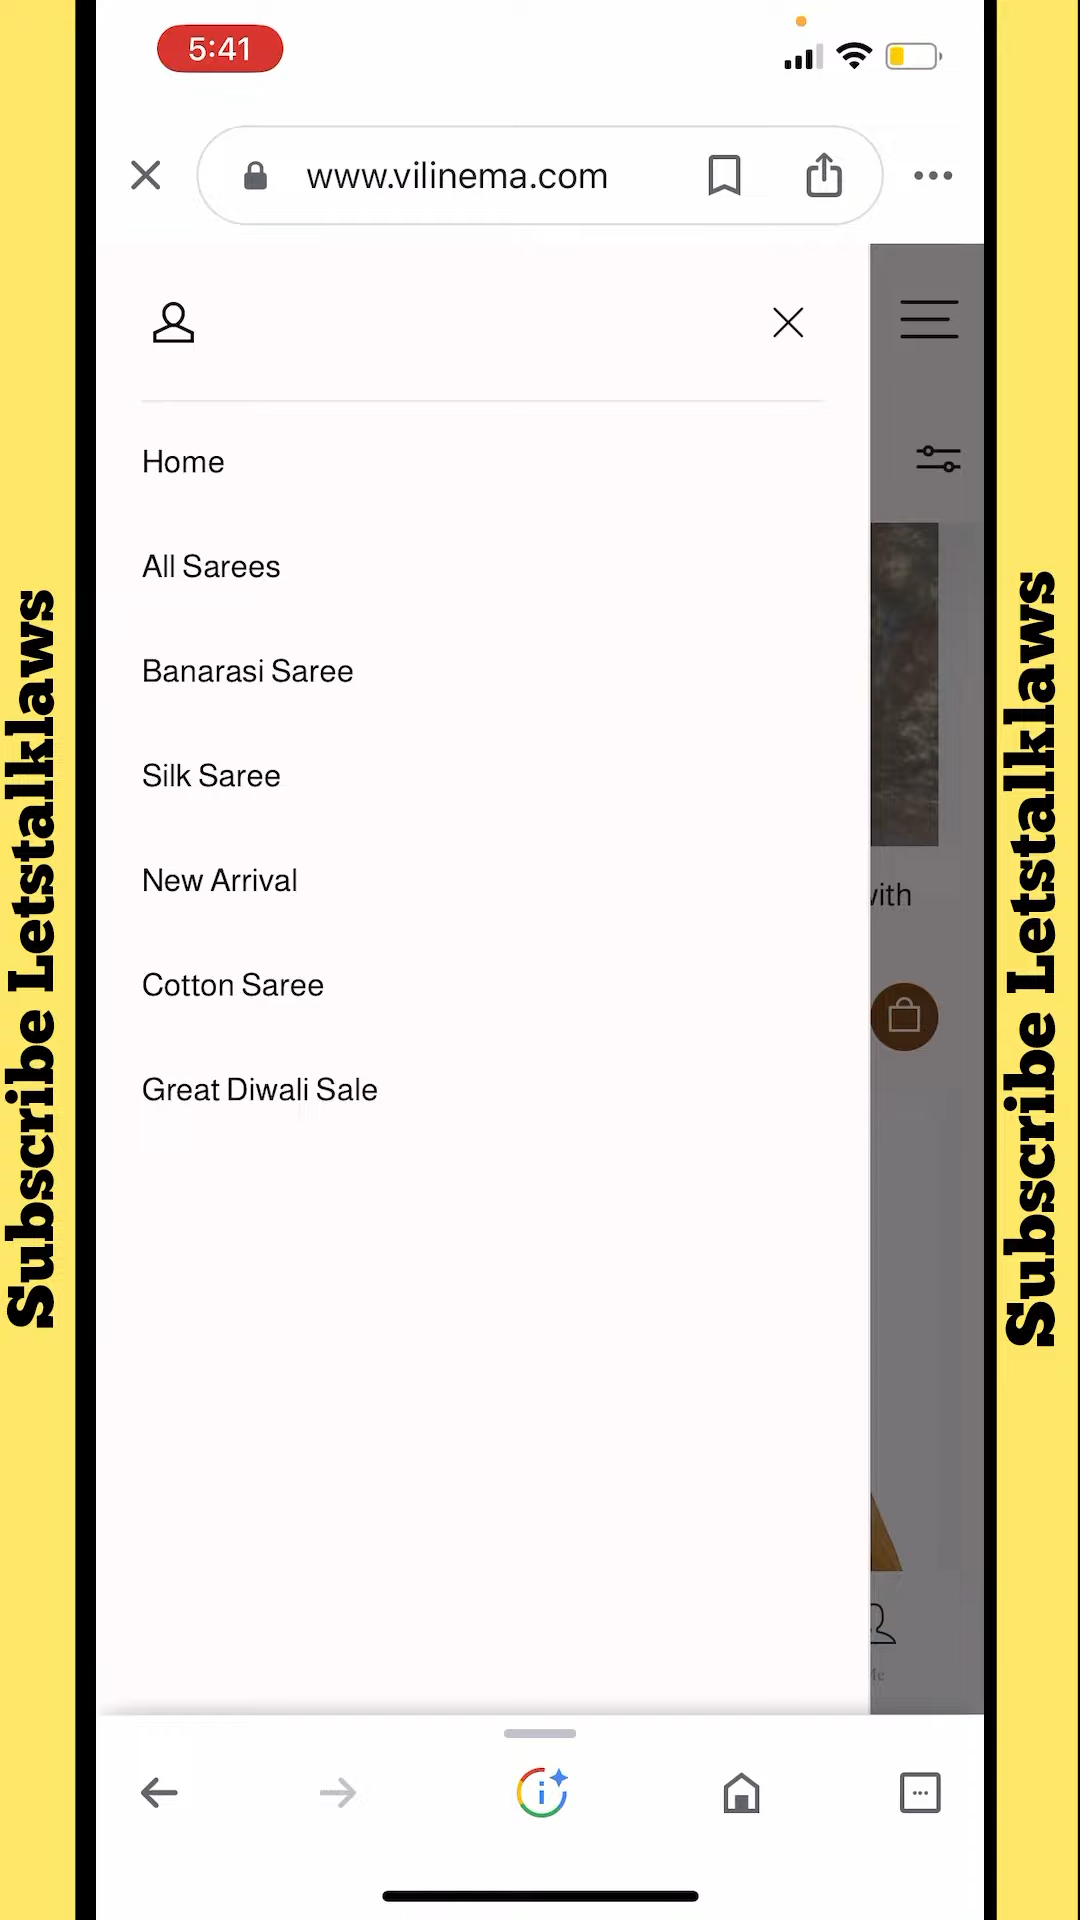 5:41
www.vilinema.com
Home
All Sarees
Banarasi Saree
Silk Saree
New Arrival
Cotton Saree
Great Diwali Sale
Subscribe Letstalklaws
Subscribe Letstalklaws